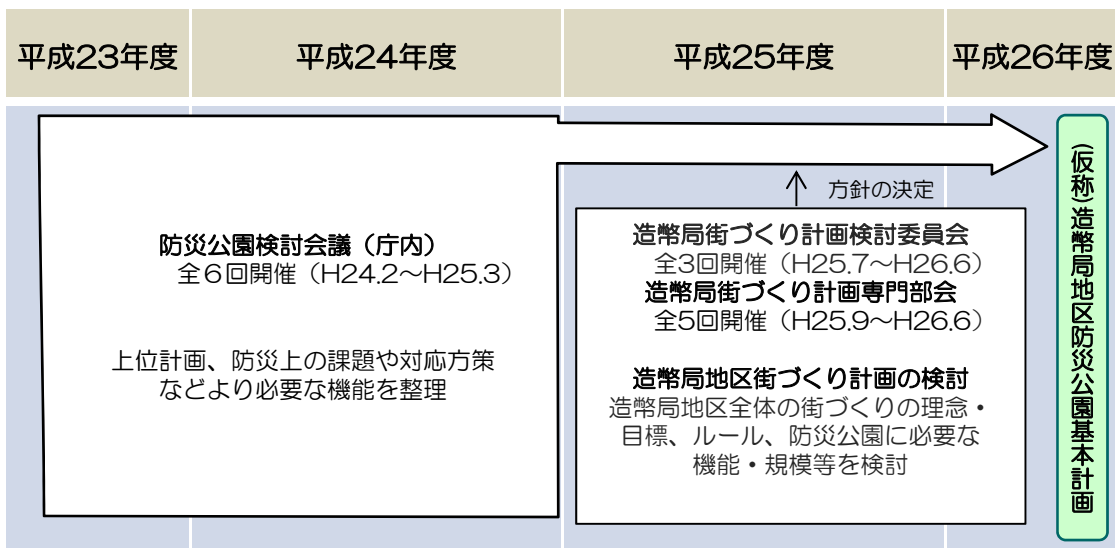 平成23年度
平成24年度
平成25年度
平成26年度
防災公園検討会議（庁内）
全６回開催（H24.2～H25.3）
上位計画、防災上の課題や対応方策
などより必要な機能を整理
方針の決定
造幣局街づくり計画検討委員会
全3回開催（H25.7～H26.6）
造幣局街づくり計画専門部会
全5回開催（H25.9～H26.6）
造幣局地区街づくり計画の検討
造幣局地区全体の街づくりの理念・
目標、ルール、防災公園に必要な
機能・規模等を検討
（仮称）造幣局地区防災公園基本計画